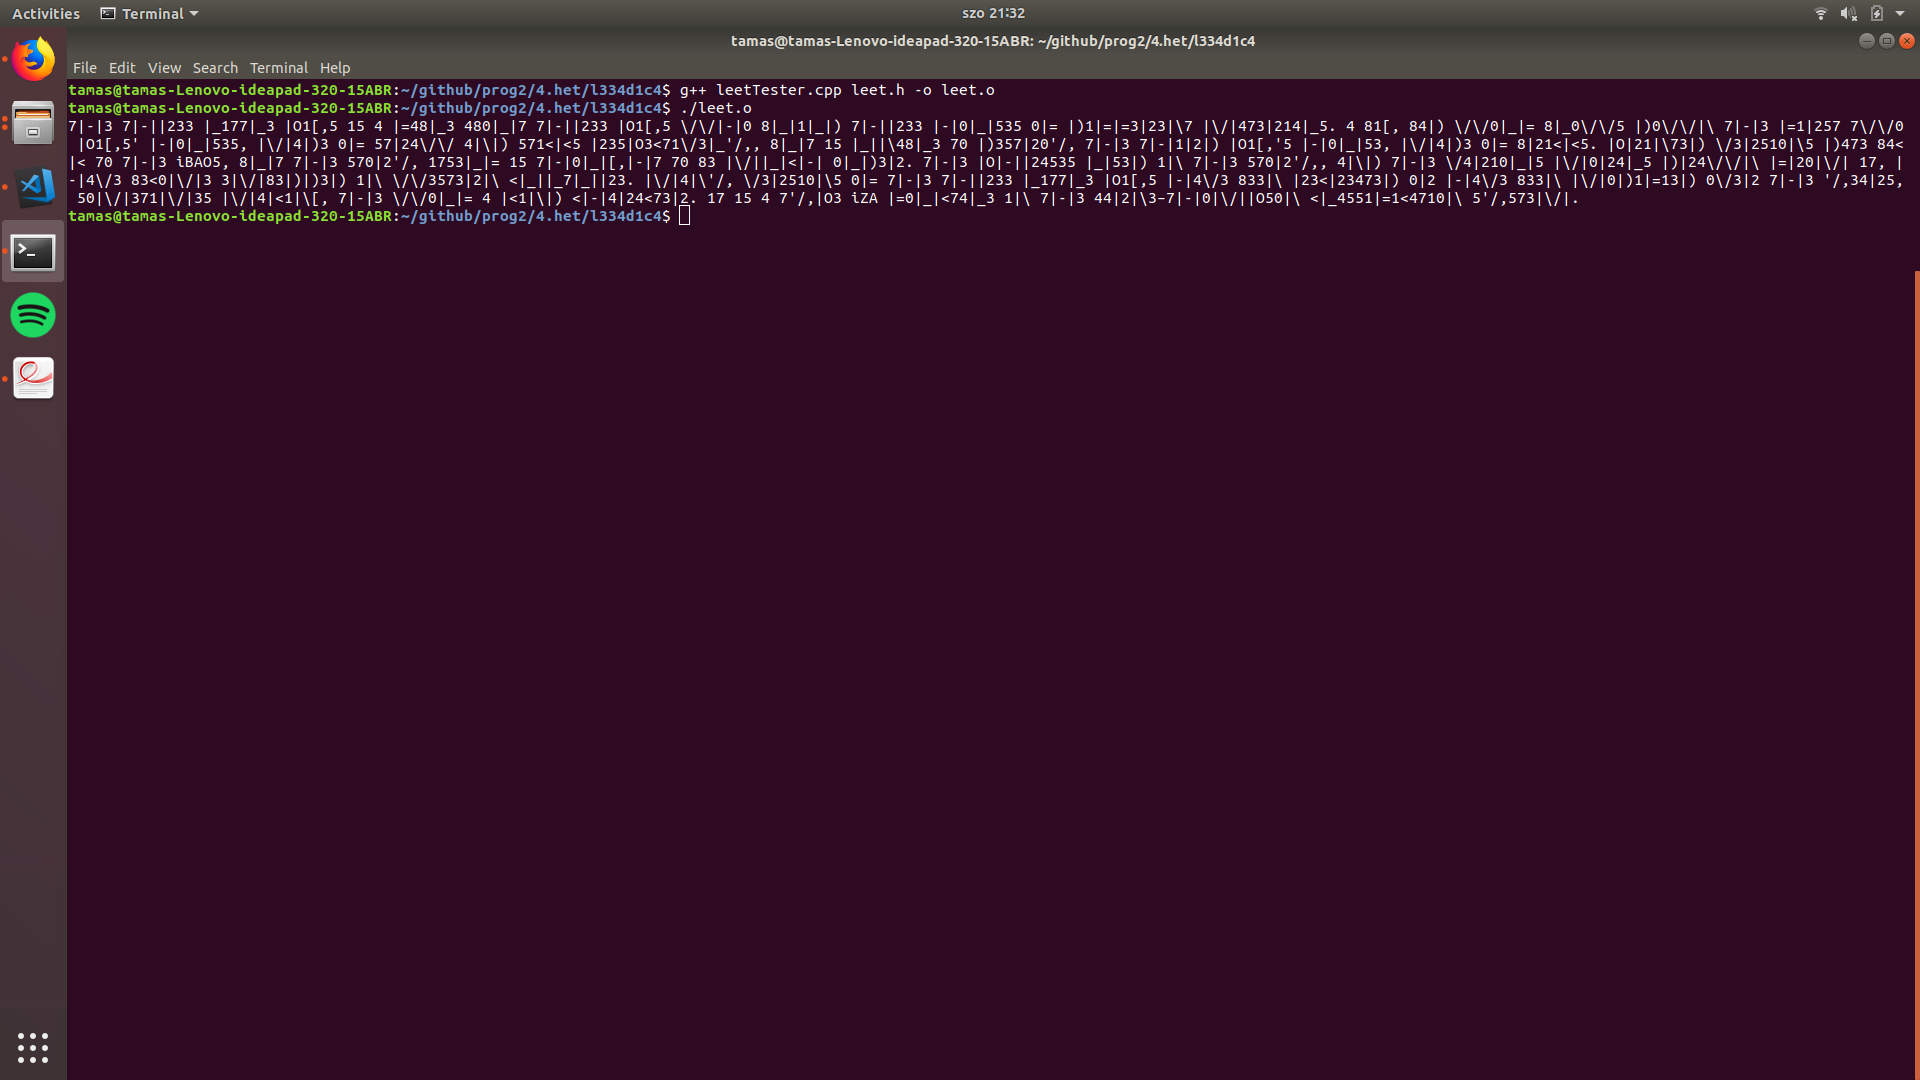 Activities Terminal szo 21:32
tamas@tamas-Lenovo-ideapad-320-15ABR: ~/github/prog2/4.het/l334d1c4
File Edit View Search Terminal Help
tamas@tamas-Lenovo-ideapad-320-15ABR:~/github/prog2/4.het/l334d1c4$ g++ leetTester.cpp leet.h -o leet.o
tamas@tamas-Lenovo-ideapad-320-15ABR:~/github/prog2/4.het/l334d1c4$ ./leet.o
7|-|3 7|-||233 |_177|_3 |O1[,5 15 4 |=48|_3 480|_|7 7|-||233 |O1[,5 \/\/|-|0 8|_|1|_|) 7|-||233 |-|0|_|535 0|= |)1|=|=3|23|\7 |\/|473|214|_5. 4 81[, 84|) \/\/0|_|= 8|_0\/\/5 |)0\/\/|\ 7|-|3 |=1|257 7\/\/0
|O1[,5' |-|0|_|535, |\/|4|)3 0|= 57|24\/\/ 4|\|) 571<|<5 |235|O3<71\/3|_'/,, 8|_|7 15 |_||\48|_3 70 |)357|20'/, 7|-|3 7|-|1|2|) |O1[,'5 |-|0|_|53, |\/|4|)3 0|= 8|21<|<5. |O|21|\73|) \/3|2510|\5 |)473 84<
|< 70 7|-|3 iBAO5, 8|_|7 7|-|3 570|2'/, 1753|_|= 15 7|-|0|_|[,|-|7 70 83 |\/||_|<|-| 0|_|)3|2. 7|-|3 |O|-||24535 |_|53|) 1|\ 7|-|3 570|2'/,, 4|\|) 7|-|3 \/4|210|_|5 |\/|0|24|_5 |)|24\/\/|\ |=|20|\/| 17, |
-|4\/3 83<0|\/|3 3|\/|83|)|)3|) 1|\ \/\/3573|2|\ <|_||_7|_||23. |\/|4|\'/, \/3|2510|\5 0|= 7|-|3 7|-||233 |_177|_3 |O1[,5 |-|4\/3 833|\ |23<|23473|) 0|2 |-|4\/3 833|\ |\/|0|)1|=13|) 0\/3|2 7|-|3 '/,34|25,
50|\/|371|\/|35 |\/|4|<1|\[, 7|-|3 \/\/0|_|= 4 |<1|\|) <|-|4|24<73|2. 17 15 4 7'/,|O3 iZA |=0|_|<74|_3 1|\ 7|-|3 44|2|\3-7|-|0|\/||O50|\ <|_4551|=1<4710|\ 5'/,573|\/|.
tamas@tamas-Lenovo-ideapad-320-15ABR:~/github/prog2/4.het/l334d1c4$